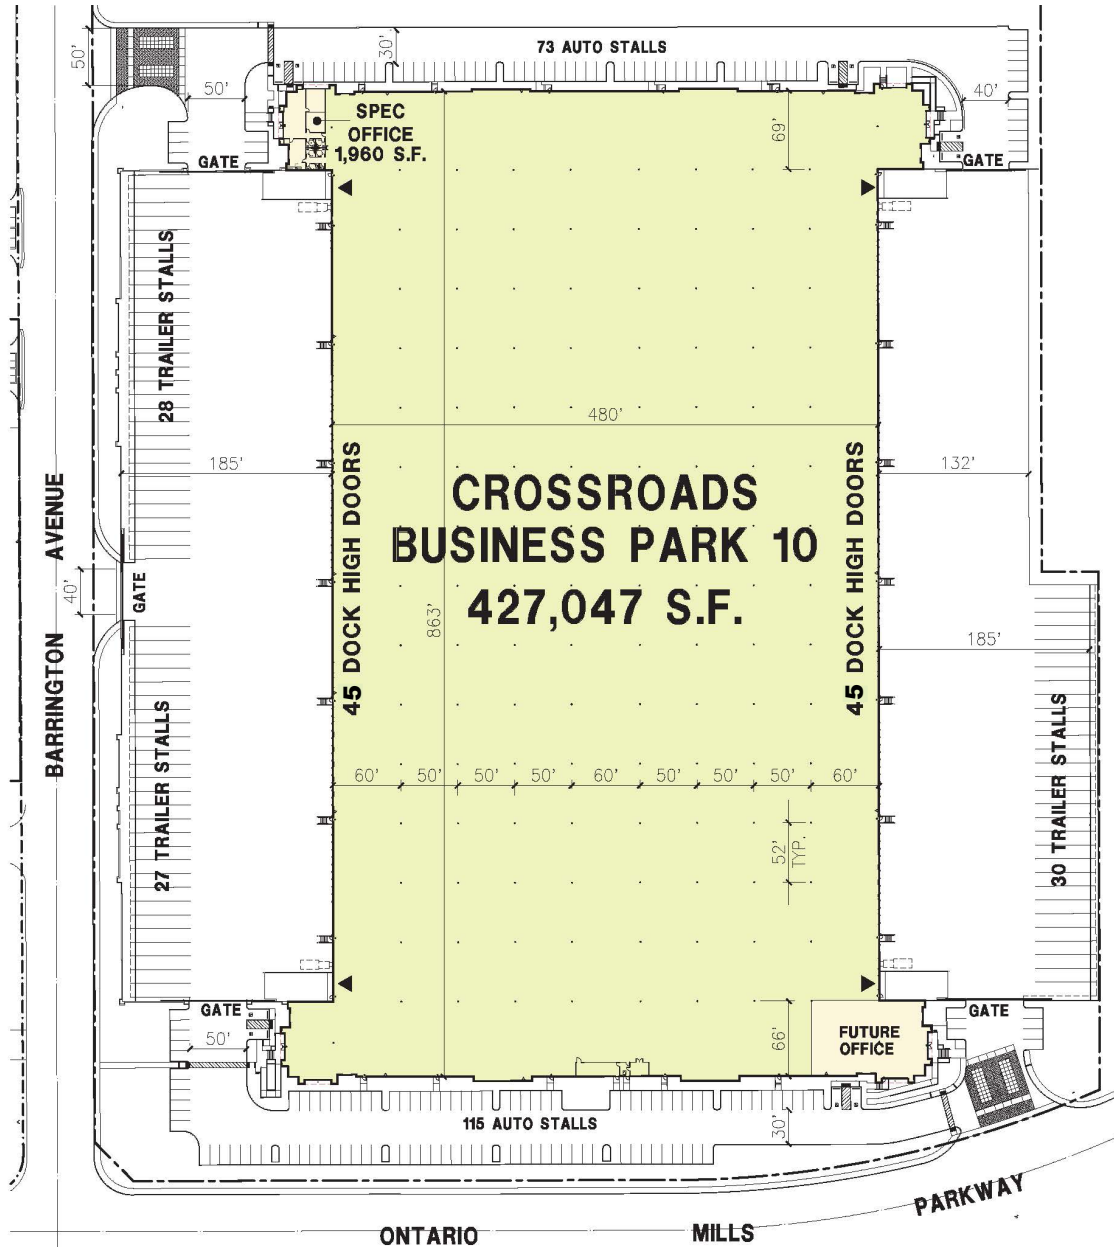 50'
30'
73 AUTO STALLS
50'
40'
SPEC
OFFICE
1,960 S.F.
69'
GATE
GATE
28 TRAILER STALLS
480'
185'
132'
45 DOCK HIGH DOORS
45 DOCK HIGH DOORS
CROSSROADS
BUSINESS PARK 10
427,047 S.F.
863'
BARRINGTON AVENUE
40'
GATE
185'
27 TRAILER STALLS
30 TRAILER STALLS
60' 50' 50' 50' 60' 50' 50' 50' 60'
52'
TYP.
GATE
50'
66'
FUTURE
OFFICE
GATE
115 AUTO STALLS
30'
ONTARIO MILLS PARKWAY